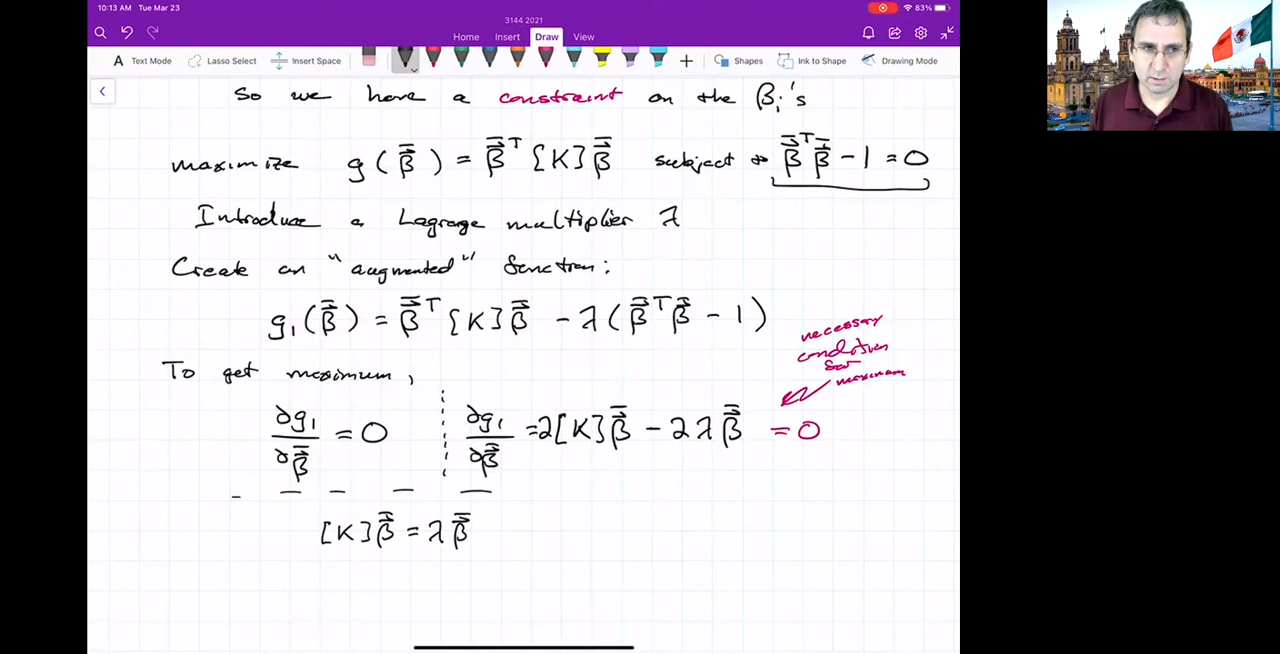 10:13 AM Tue Mar 23
83%
3144 2021
Home Insert Draw View
Text Mode Lasso Select Insert Space Shapes Ink to Shape Drawing Mode
So we have a constraint on the βᵢ's
maximize g(β̄⃗) = β̄⃗ᵀ [K] β̄⃗ subject to β̄⃗ᵀβ̄⃗ − 1 = 0
Introduce a Lagrange multiplier λ
Create an "augmented" function:
g₁(β̄⃗) = β̄⃗ᵀ [K] β̄⃗ − λ(β̄⃗ᵀβ̄⃗ − 1)
necessary
condition
for
maximum
To get maximum,
∂g₁/∂β̄⃗ = 0 ∂g₁/∂β̄⃗ = 2[K]β̄⃗ − 2λβ̄⃗ = 0
[K]β̄⃗ = λβ̄⃗